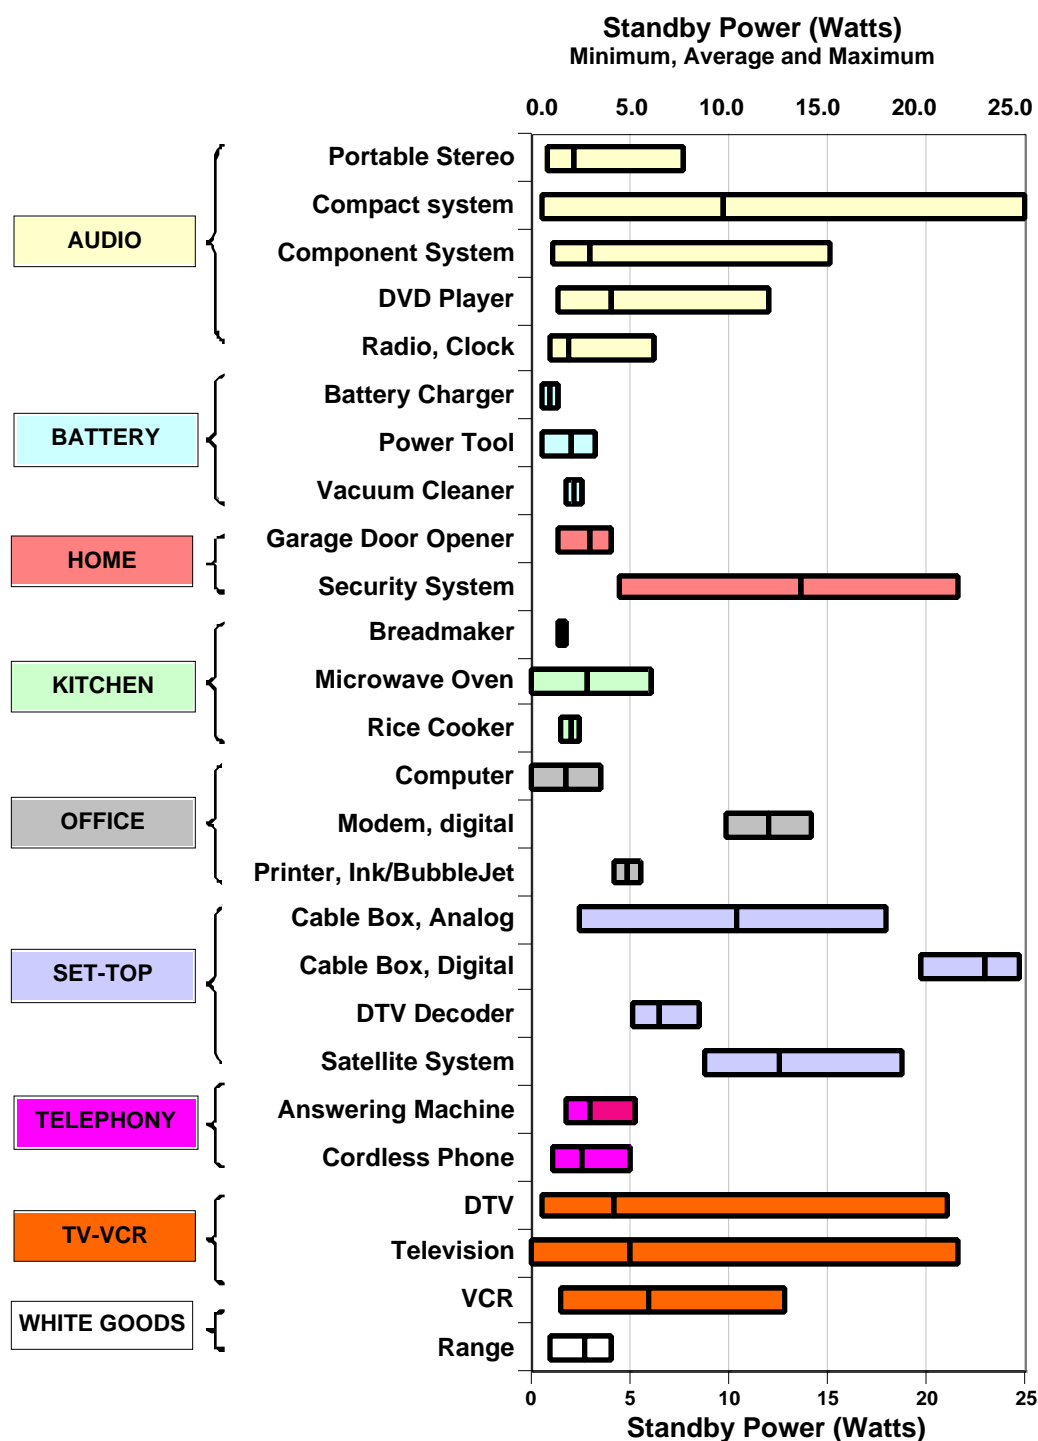 Standby Power (Watts)
Minimum, Average and Maximum
0.0 5.0 10.0 15.0 20.0 25.0
Portable Stereo
Compact system
AUDIO
Component System
DVD Player
Radio, Clock
Battery Charger
BATTERY
Power Tool
Vacuum Cleaner
Garage Door Opener
HOME
Security System
Breadmaker
KITCHEN
Microwave Oven
Rice Cooker
Computer
OFFICE
Modem, digital
Printer, Ink/BubbleJet
Cable Box, Analog
SET-TOP
Cable Box, Digital
DTV Decoder
Satellite System
TELEPHONY
Answering Machine
Cordless Phone
DTV
TV-VCR
Television
VCR
WHITE GOODS
Range
0 5 10 15 20 25
Standby Power (Watts)